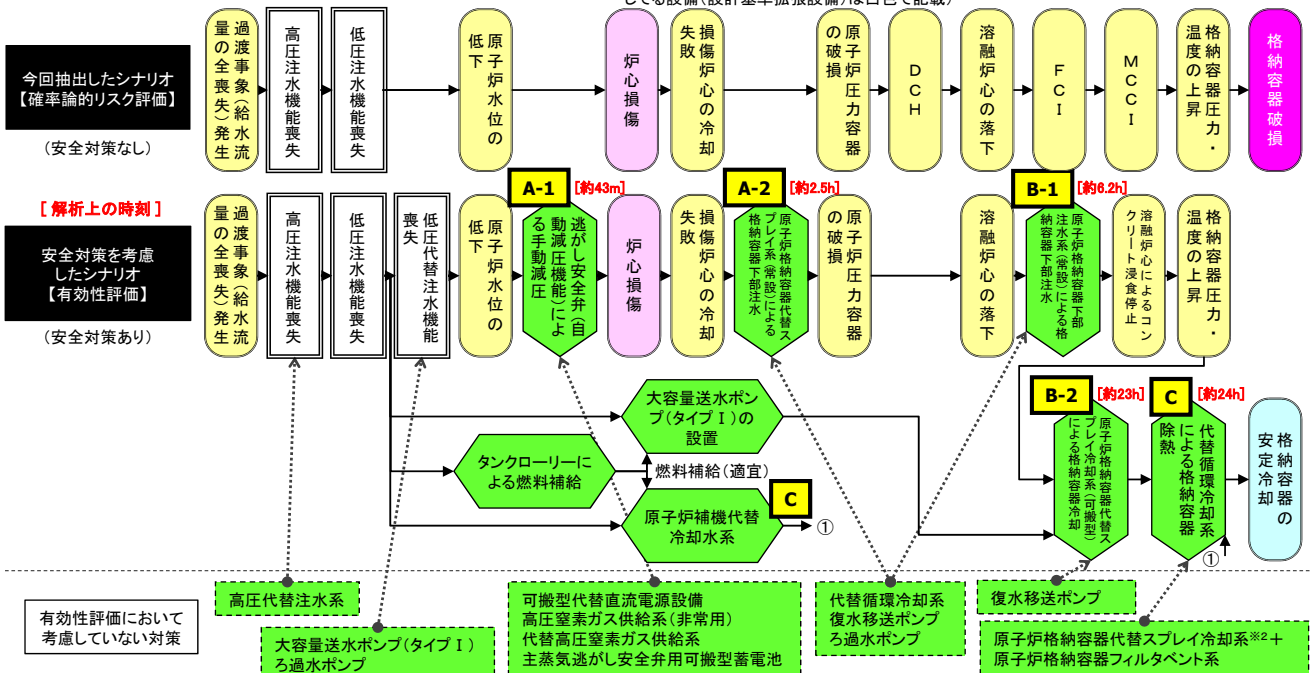 してる設備(設計基準拡張設備)は白色で記載)
今回抽出したシナリオ
【確率論的リスク評価】
(安全対策なし)
過渡事象(給水流
量の全喪失)発生
高圧注水機能喪失
低圧注水機能喪失
原子炉水位の
低下
炉心損傷
損傷炉心の冷却
失敗
原子炉圧力容器
の破損
DCH
溶融炉心の落下
FCI
MCCI
格納容器圧力・
温度の上昇
格納容器破損
[解析上の時刻]
安全対策を考慮
したシナリオ
【有効性評価】
(安全対策あり)
過渡事象(給水流
量の全喪失)発生
高圧注水機能喪失
低圧注水機能喪失
低圧代替注水機能
喪失
原子炉水位の
低下
A-1
[約43m]
逃がし安全弁(自
動減圧機能)によ
る手動減圧
炉心損傷
損傷炉心の冷却
失敗
A-2
[約2.5h]
原子炉格納容器代替ス
プレイ系(常設)による
格納容器下部注水
原子炉圧力容器
の破損
溶融炉心の落下
B-1
[約6.2h]
原子炉格納容器下部
注水系(常設)による格
納容器下部注水
溶融炉心によるコン
クリート浸食停止
格納容器圧力・
温度の上昇
大容量送水ポン
プ(タイプⅠ)の
設置
タンクローリーに
よる燃料補給
燃料補給(適宜)
原子炉補機代替
冷却水系
C
①
B-2
[約23h]
原子炉格納容器代替ス
プレイ冷却系(可搬型)
による格納容器冷却
C
[約24h]
代替循環冷却系
による格納容器
除熱
①
格納容器の
安定冷却
有効性評価において
考慮していない対策
高圧代替注水系
大容量送水ポンプ(タイプⅠ)
ろ過水ポンプ
可搬型代替直流電源設備
高圧窒素ガス供給系(非常用)
代替高圧窒素ガス供給系
主蒸気逃がし安全弁用可搬型蓄電池
代替循環冷却系
復水移送ポンプ
ろ過水ポンプ
復水移送ポンプ
原子炉格納容器代替スプレイ冷却系※2+
原子炉格納容器フィルタベント系